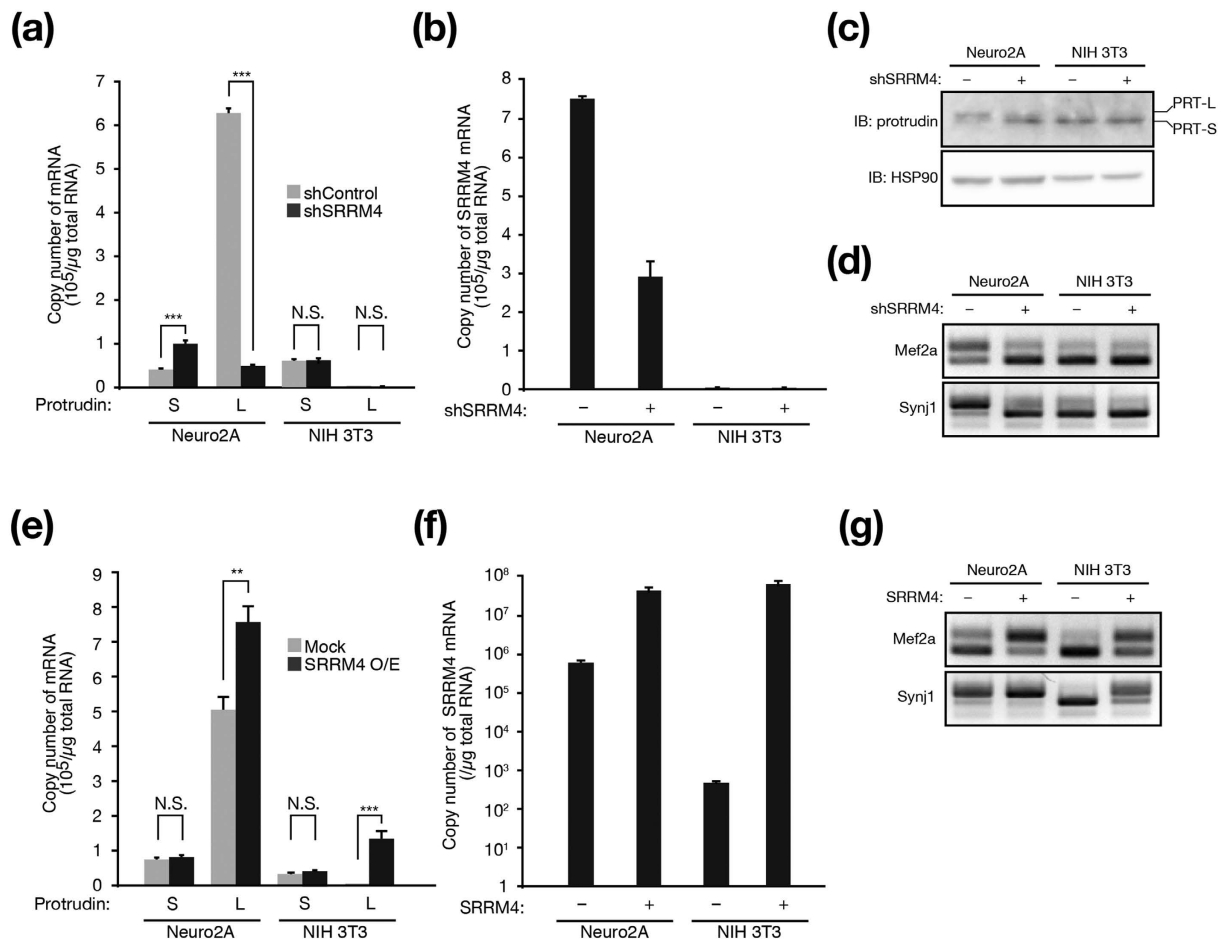 (a)
Copy number of mRNA
(10⁵/µg total RNA)
7
6
5
4
3
2
1
0
***
***
N.S.
N.S.
shControl
shSRRM4
Protrudin: S L S L
Neuro2A NIH 3T3
(b)
Copy number of SRRM4 mRNA
(10⁵/µg total RNA)
8
7
6
5
4
3
2
1
0
shSRRM4: – + – +
Neuro2A NIH 3T3
(c)
Neuro2A NIH 3T3
shSRRM4: – + – +
IB: protrudin
PRT-L
PRT-S
IB: HSP90
(d)
Neuro2A NIH 3T3
shSRRM4: – + – +
Mef2a
Synj1
(e)
Copy number of mRNA
(10⁵/µg total RNA)
9
8
7
6
5
4
3
2
1
0
N.S.
**
N.S.
***
Mock
SRRM4 O/E
Protrudin: S L S L
Neuro2A NIH 3T3
(f)
Copy number of SRRM4 mRNA
(/µg total RNA)
10⁸
10⁷
10⁶
10⁵
10⁴
10³
10²
10¹
1
SRRM4: – + – +
Neuro2A NIH 3T3
(g)
Neuro2A NIH 3T3
SRRM4: – + – +
Mef2a
Synj1